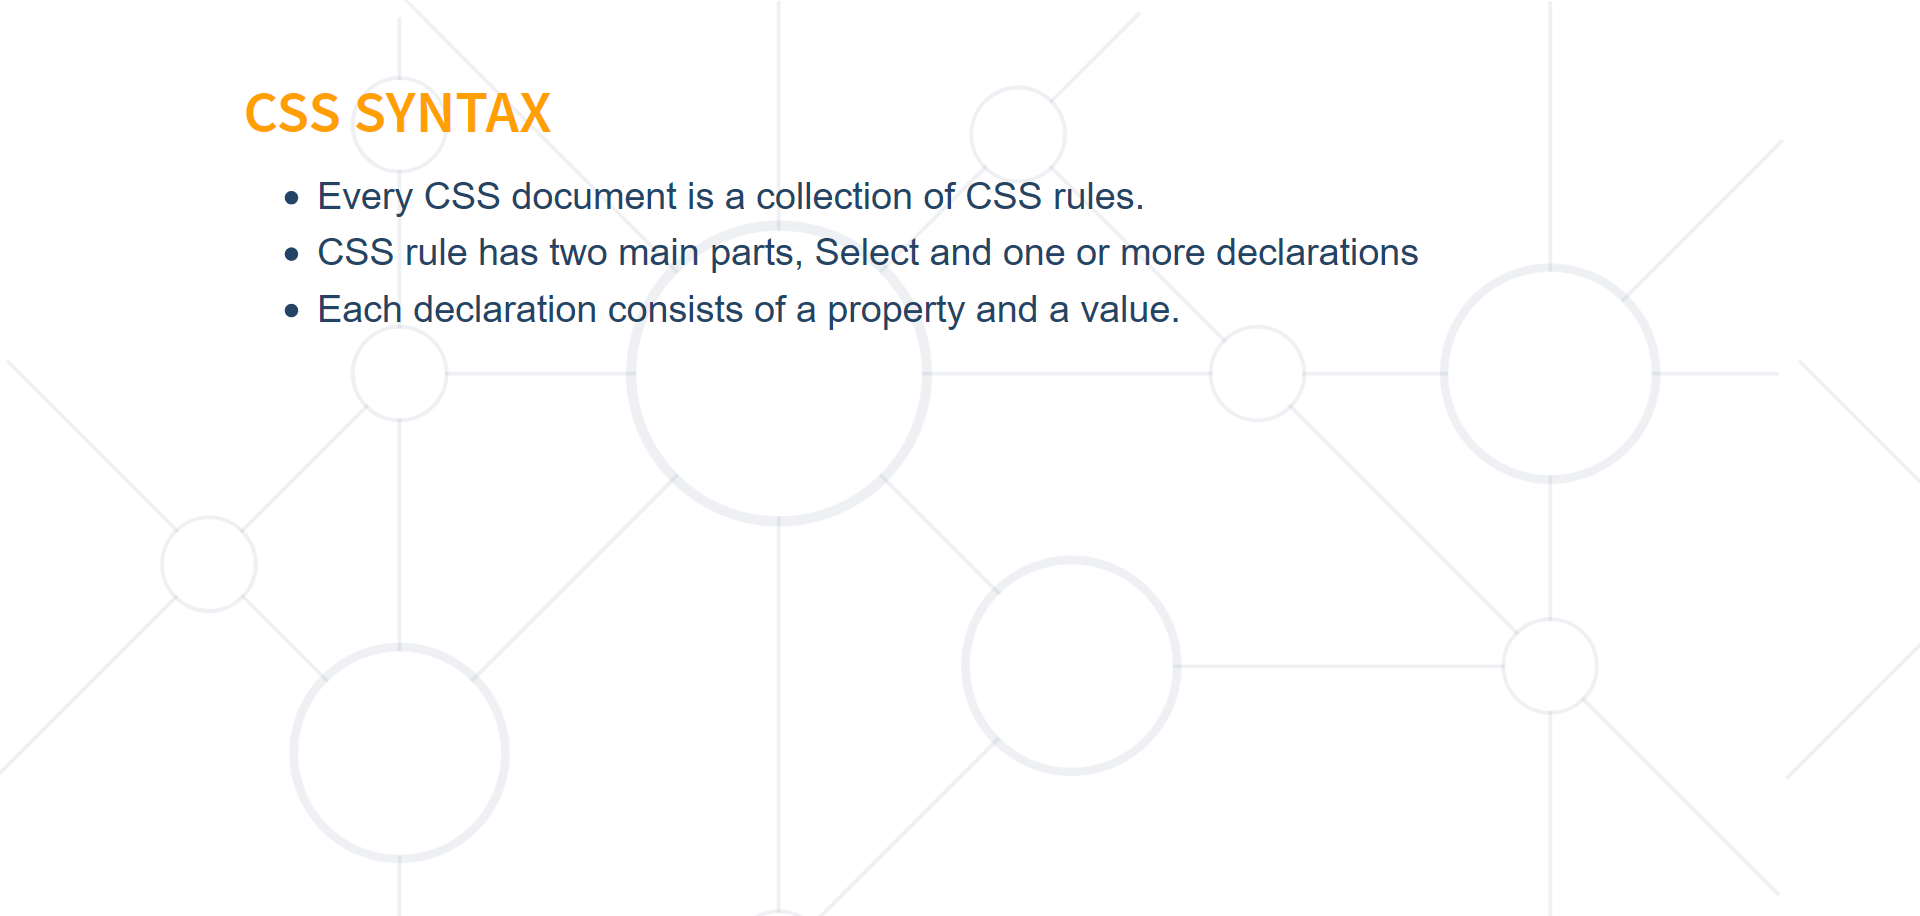 CSS SYNTAX
Every CSS document is a collection of CSS rules.
CSS rule has two main parts, Select and one or more declarations
Each declaration consists of a property and a value.